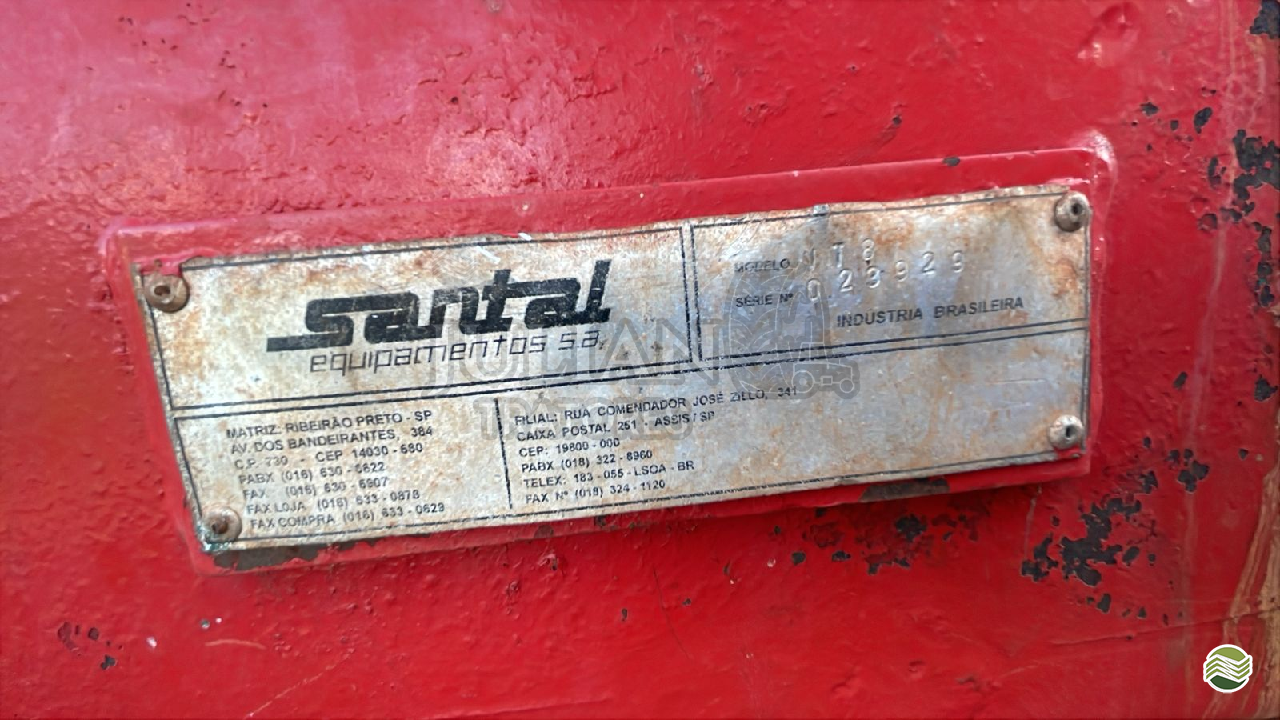 santal
equipamentos s.a.
MODELO VT8
SÉRIE Nº 023929
INDUSTRIA BRASILEIRA
MATRIZ: RIBEIRÃO PRETO - SP
AV. DOS BANDEIRANTES, 384
C.P. - CEP 14030-680
PABX (016) 630-0622
FAX. (016) 630-6907
FAX LOJA (016) 633-0878
FAX COMPRA (016) 633-0629
FILIAL: RUA COMENDADOR JOSÉ ZILLO, 341
CAIXA POSTAL 251 - ASSIS / SP
CEP: 19800-000
PABX (018) 322-6960
TELEX: 183-055-LSQA-BR
FAX Nº (018) 324-1120
JULIAN